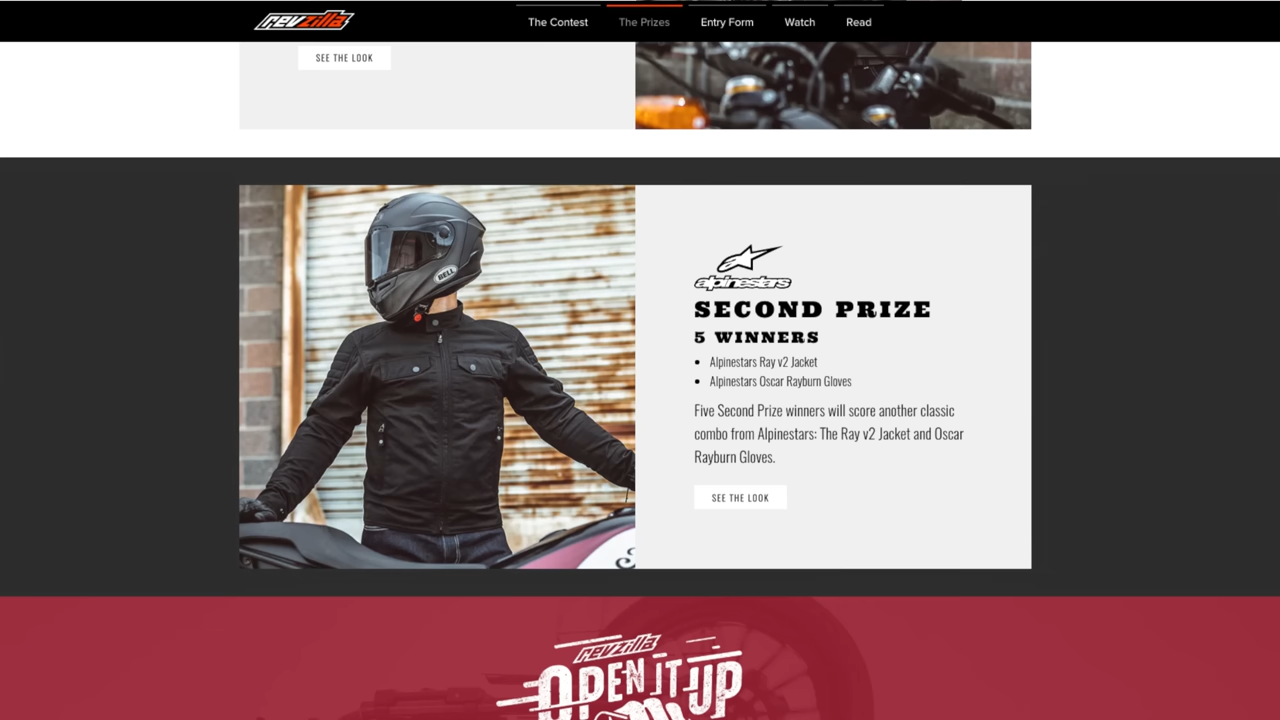 revzilla
The Contest
The Prizes
Entry Form
Watch
Read
SEE THE LOOK
BELL
alpinestars
SECOND PRIZE
5 WINNERS
• Alpinestars Ray v2 Jacket
• Alpinestars Oscar Rayburn Gloves
Five Second Prize winners will score another classic
combo from Alpinestars: The Ray v2 Jacket and Oscar
Rayburn Gloves.
SEE THE LOOK
revzilla
OPEN IT UP